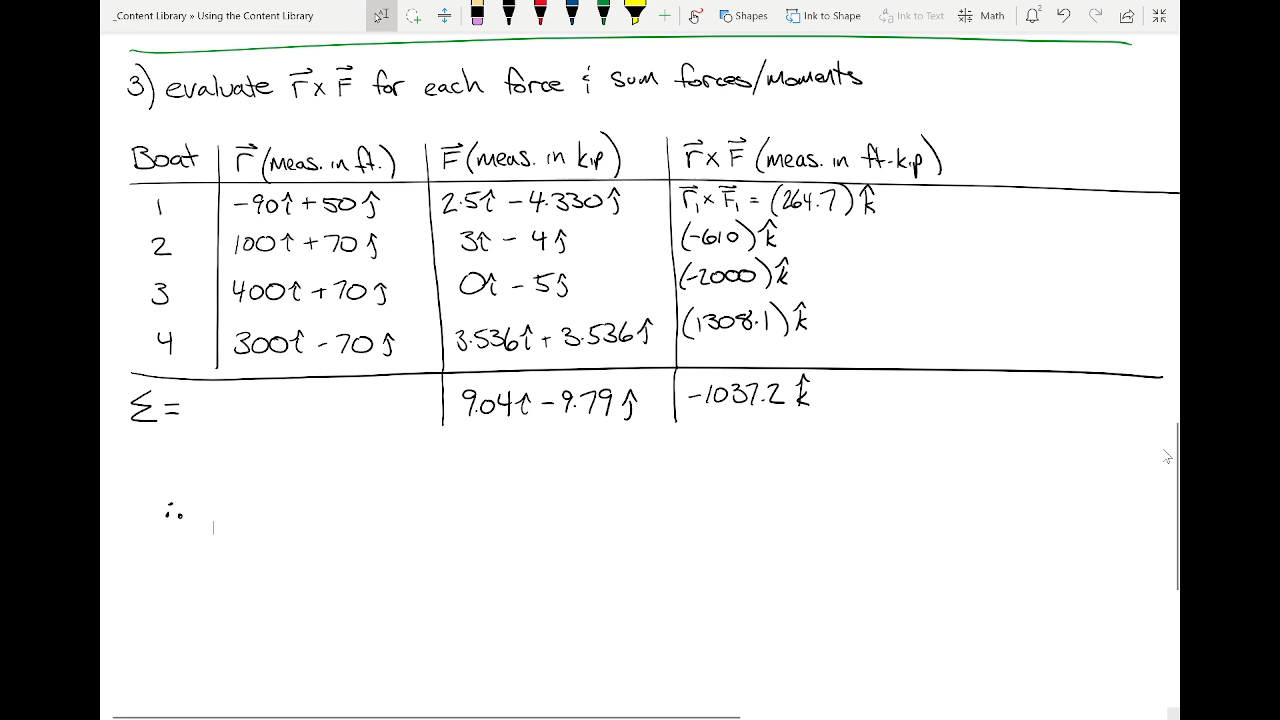 _Content Library » Using the Content Library
Shapes Ink to Shape Ink to Text Math 2
3) evaluate r⃗ x F⃗ for each force & sum forces/moments
Boat r⃗ (meas. in ft.) F⃗ (meas. in kip) r⃗ x F⃗ (meas. in ft-kip)
1 -90î + 50ĵ 2.5î - 4.330ĵ r⃗₁ x F⃗₁ = (264.7) k̂
2 100î + 70ĵ 3î - 4ĵ (-610) k̂
3 400î + 70ĵ 0î - 5ĵ (-2000) k̂
4 300î - 70ĵ 3.536î + 3.536ĵ (1308.1) k̂
Σ = 9.04î - 9.79ĵ -1037.2 k̂
∴